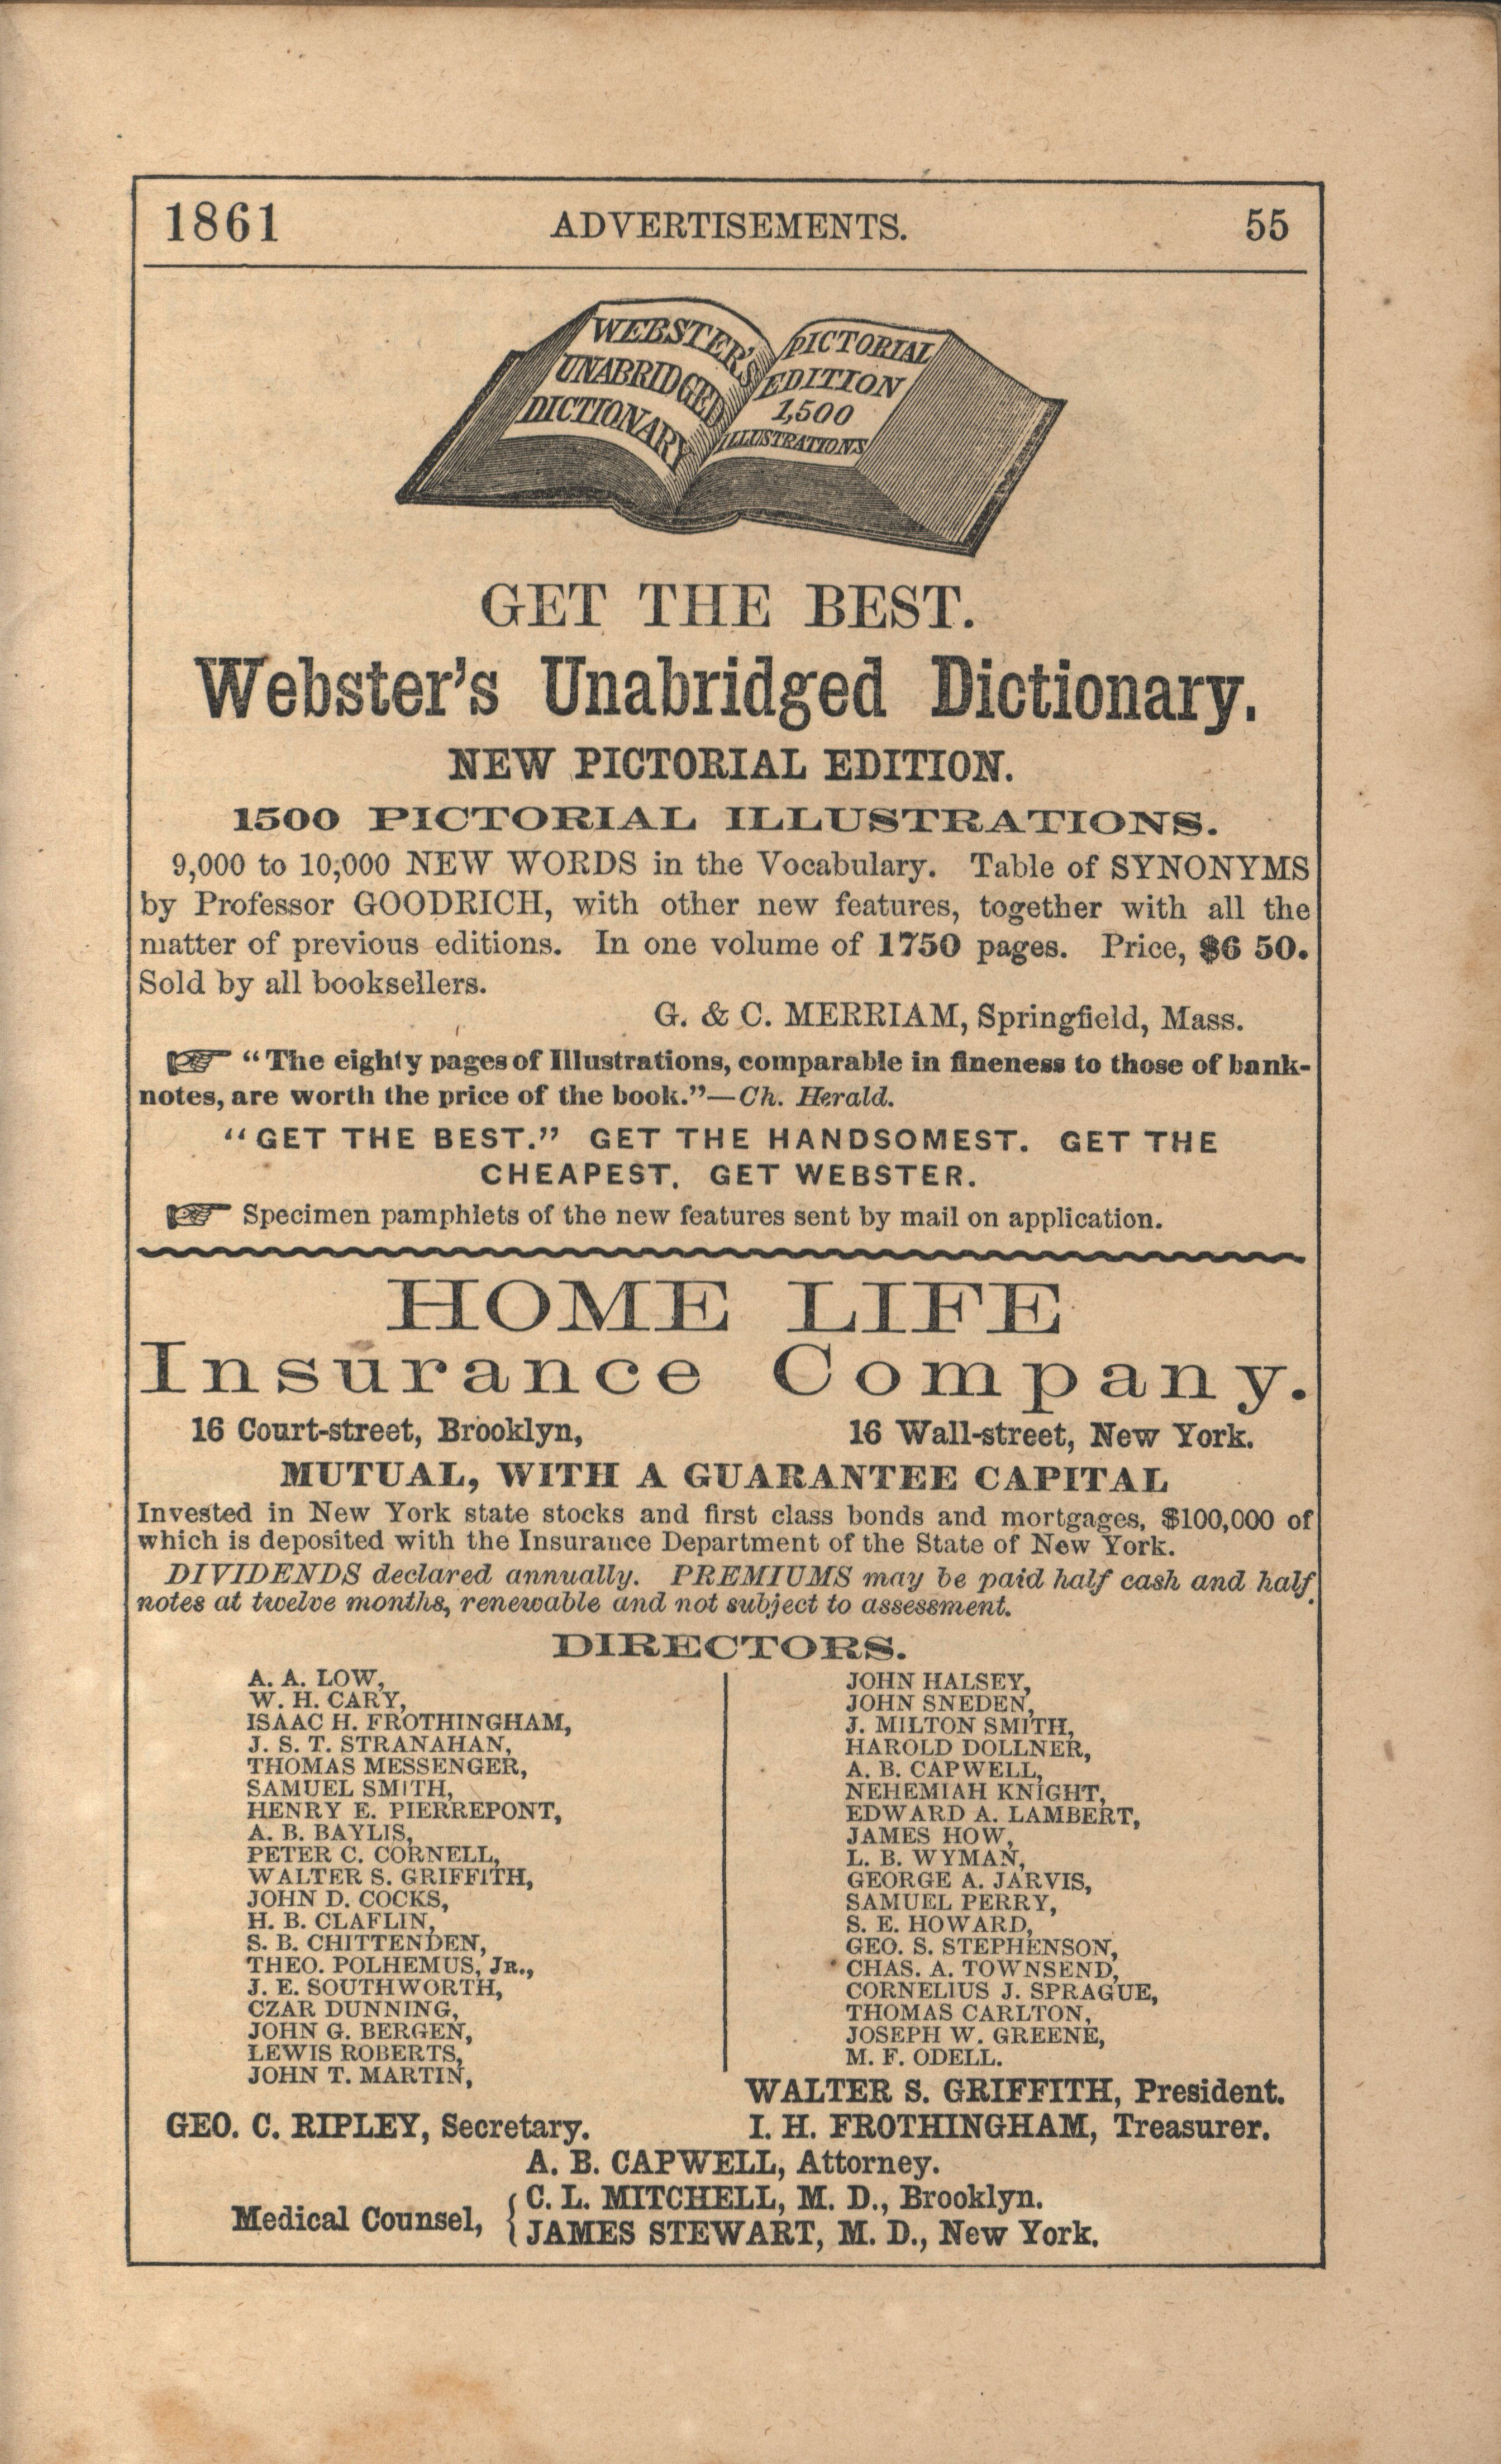 1861 ADVERTISEMENTS. 55
WEBSTER'S
UNABRIDGED
DICTIONARY
PICTORIAL
EDITION
1,500
ILLUSTRATIONS
GET THE BEST.
Webster's Unabridged Dictionary.
NEW PICTORIAL EDITION.
1500 PICTORIAL ILLUSTRATIONS.
9,000 to 10,000 NEW WORDS in the Vocabulary. Table of SYNONYMS
by Professor GOODRICH, with other new features, together with all the
matter of previous editions. In one volume of 1750 pages. Price, $6 50.
Sold by all booksellers.
G. & C. MERRIAM, Springfield, Mass.
☞ "The eighty pages of Illustrations, comparable in fineness to those of bank-
notes, are worth the price of the book."—Ch. Herald.
"GET THE BEST." GET THE HANDSOMEST. GET THE
CHEAPEST. GET WEBSTER.
☞ Specimen pamphlets of the new features sent by mail on application.
HOME LIFE
Insurance Company.
16 Court-street, Brooklyn, 16 Wall-street, New York.
MUTUAL, WITH A GUARANTEE CAPITAL
Invested in New York state stocks and first class bonds and mortgages, $100,000 of
which is deposited with the Insurance Department of the State of New York.
DIVIDENDS declared annually. PREMIUMS may be paid half cash and half
notes at twelve months, renewable and not subject to assessment.
DIRECTORS.
A. A. LOW,
W. H. CARY,
ISAAC H. FROTHINGHAM,
J. S. T. STRANAHAN,
THOMAS MESSENGER,
SAMUEL SMITH,
HENRY E. PIERREPONT,
A. B. BAYLIS,
PETER C. CORNELL,
WALTER S. GRIFFITH,
JOHN D. COCKS,
H. B. CLAFLIN,
S. B. CHITTENDEN,
THEO. POLHEMUS, JR.,
J. E. SOUTHWORTH,
CZAR DUNNING,
JOHN G. BERGEN,
LEWIS ROBERTS,
JOHN T. MARTIN,
JOHN HALSEY,
JOHN SNEDEN,
J. MILTON SMITH,
HAROLD DOLLNER,
A. B. CAPWELL,
NEHEMIAH KNIGHT,
EDWARD A. LAMBERT,
JAMES HOW,
L. B. WYMAN,
GEORGE A. JARVIS,
SAMUEL PERRY,
S. E. HOWARD,
GEO. S. STEPHENSON,
CHAS. A. TOWNSEND,
CORNELIUS J. SPRAGUE,
THOMAS CARLTON,
JOSEPH W. GREENE,
M. F. ODELL.
WALTER S. GRIFFITH, President.
GEO. C. RIPLEY, Secretary. I. H. FROTHINGHAM, Treasurer.
A. B. CAPWELL, Attorney.
Medical Counsel, { C. L. MITCHELL, M. D., Brooklyn.
JAMES STEWART, M. D., New York.